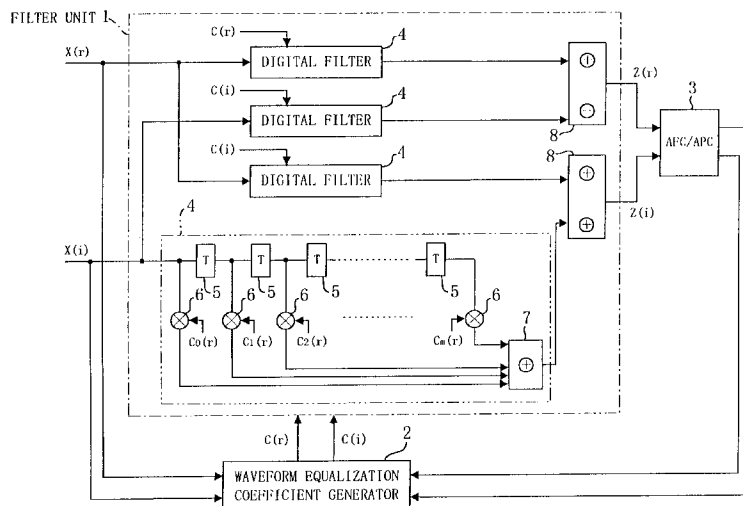 FILTER UNIT 1
C(r)
4
X(r)
DIGITAL FILTER
Z(r)
C(i)
4
3
DIGITAL FILTER
8
AFC/APC
C(i)
4
8
DIGITAL FILTER
Z(i)
4
X(i)
T
T
T
T
5
5
5
5
6
6
6
6
7
C0(r)
C1(r)
C2(r)
Cm(r)
C(r)
C(i)
2
WAVEFORM EQUALIZATION
COEFFICIENT GENERATOR